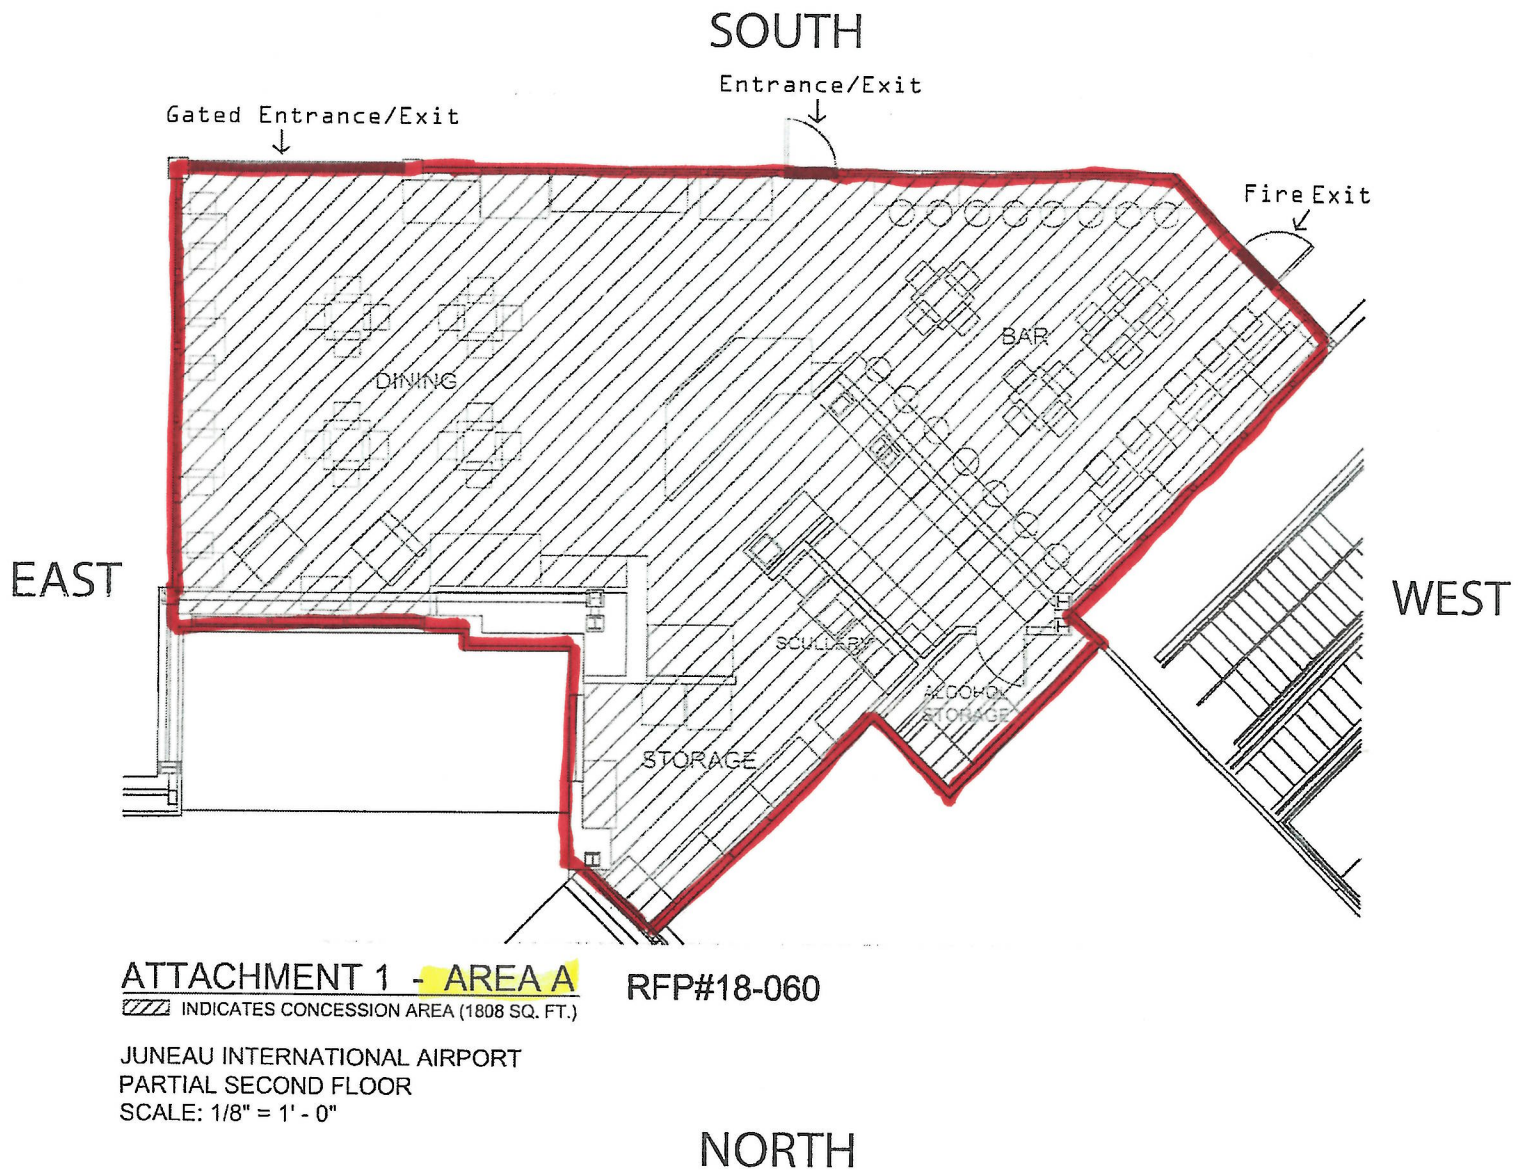 SOUTH
Entrance/Exit
Gated Entrance/Exit
Fire Exit
BAR
DINING
EAST
WEST
SCULLERY
ALCOHOL
STORAGE
STORAGE
ATTACHMENT 1 - AREA A RFP#18-060
INDICATES CONCESSION AREA (1808 SQ. FT.)
JUNEAU INTERNATIONAL AIRPORT
PARTIAL SECOND FLOOR
SCALE: 1/8" = 1' - 0"
NORTH